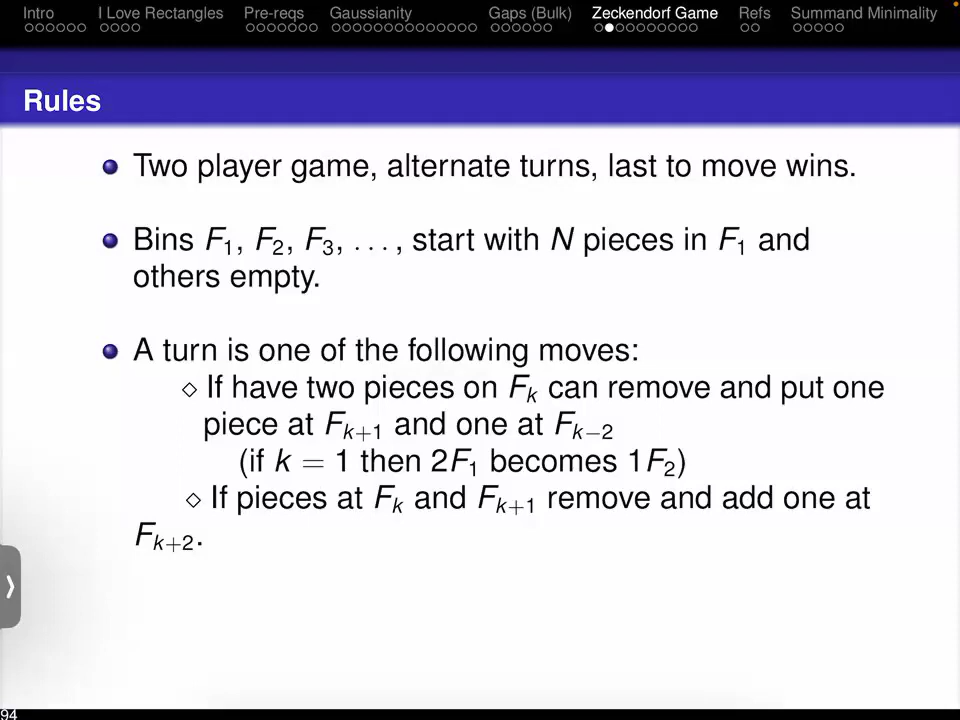 Intro I Love Rectangles Pre-reqs Gaussianity Gaps (Bulk) Zeckendorf Game Refs Summand Minimality
Rules
Two player game, alternate turns, last to move wins.
Bins F₁, F₂, F₃, . . . , start with N pieces in F₁ and
others empty.
A turn is one of the following moves:
◇ If have two pieces on Fₖ can remove and put one
piece at Fₖ₊₁ and one at Fₖ₋₂
(if k = 1 then 2F₁ becomes 1F₂)
◇ If pieces at Fₖ and Fₖ₊₁ remove and add one at
Fₖ₊₂.
94